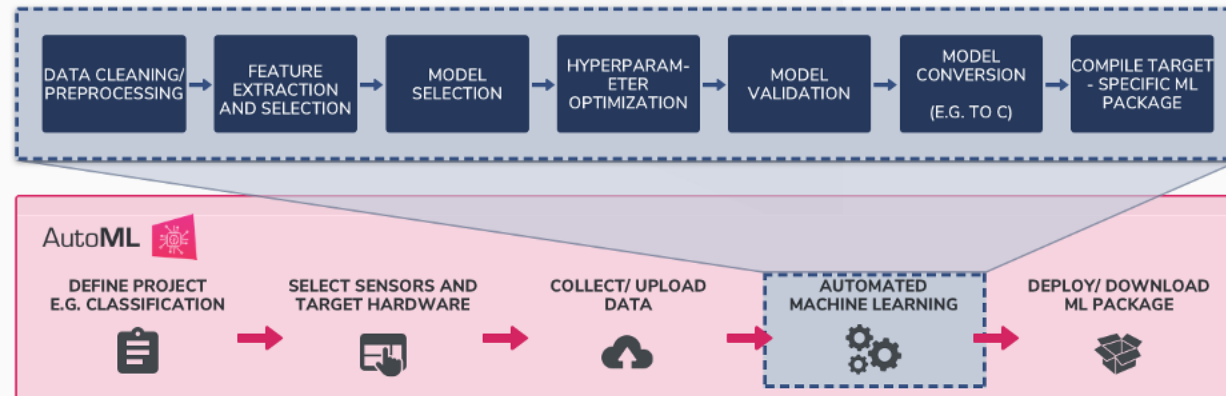 DATA CLEANING/
PREPROCESSING
FEATURE
EXTRACTION
AND SELECTION
MODEL
SELECTION
HYPERPARAM-
ETER
OPTIMIZATION
MODEL
VALIDATION
MODEL
CONVERSION
(E.G. TO C)
COMPILE TARGET
- SPECIFIC ML
PACKAGE
AutoML
DEFINE PROJECT
E.G. CLASSIFICATION
SELECT SENSORS AND
TARGET HARDWARE
COLLECT/ UPLOAD
DATA
AUTOMATED
MACHINE LEARNING
DEPLOY/ DOWNLOAD
ML PACKAGE